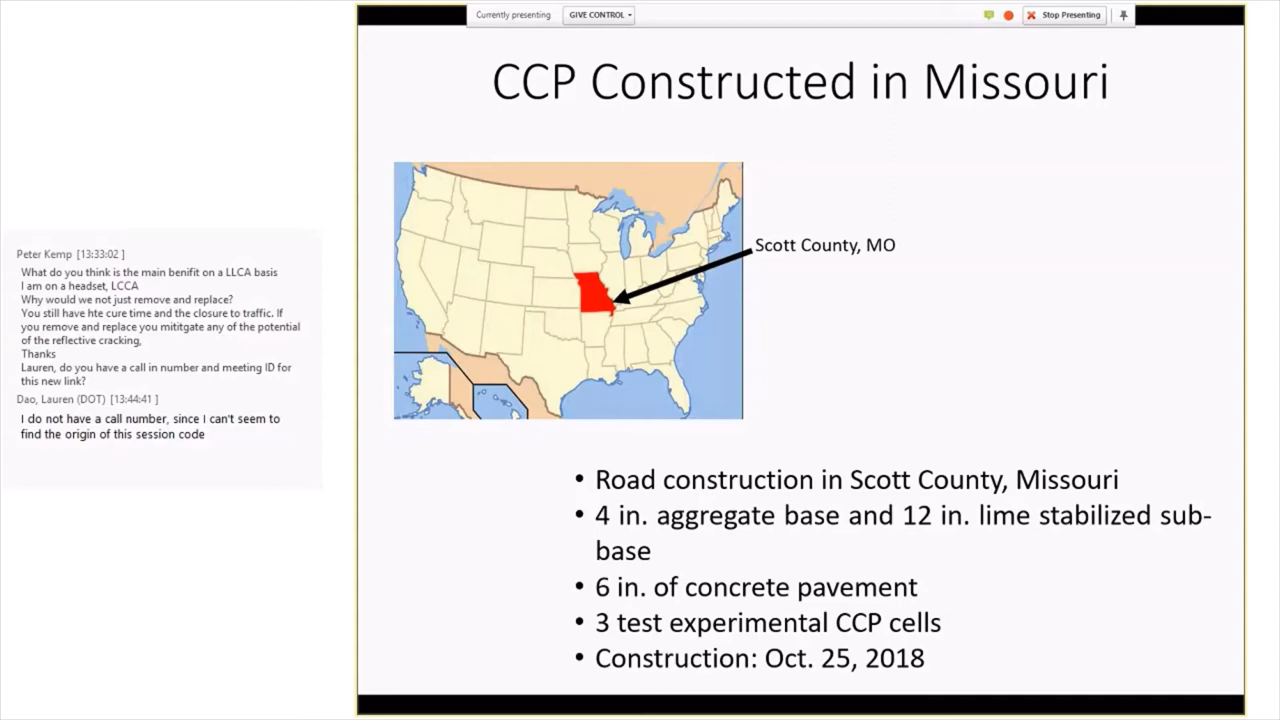 Currently presenting
GIVE CONTROL
Stop Presenting
CCP Constructed in Missouri
Scott County, MO
Peter Kemp [13:33:02 ]
What do you think is the main benifit on a LLCA basis
I am on a headset, LCCA
Why would we not just remove and replace?
You still have hte cure time and the closure to traffic. If
you remove and replace you mititgate any of the potential
of the reflective cracking,
Thanks
Lauren, do you have a call in number and meeting ID for
this new link?
Dao, Lauren (DOT) [13:44:41 ]
I do not have a call number, since I can't seem to
find the origin of this session code
• Road construction in Scott County, Missouri
• 4 in. aggregate base and 12 in. lime stabilized sub-
base
• 6 in. of concrete pavement
• 3 test experimental CCP cells
• Construction: Oct. 25, 2018